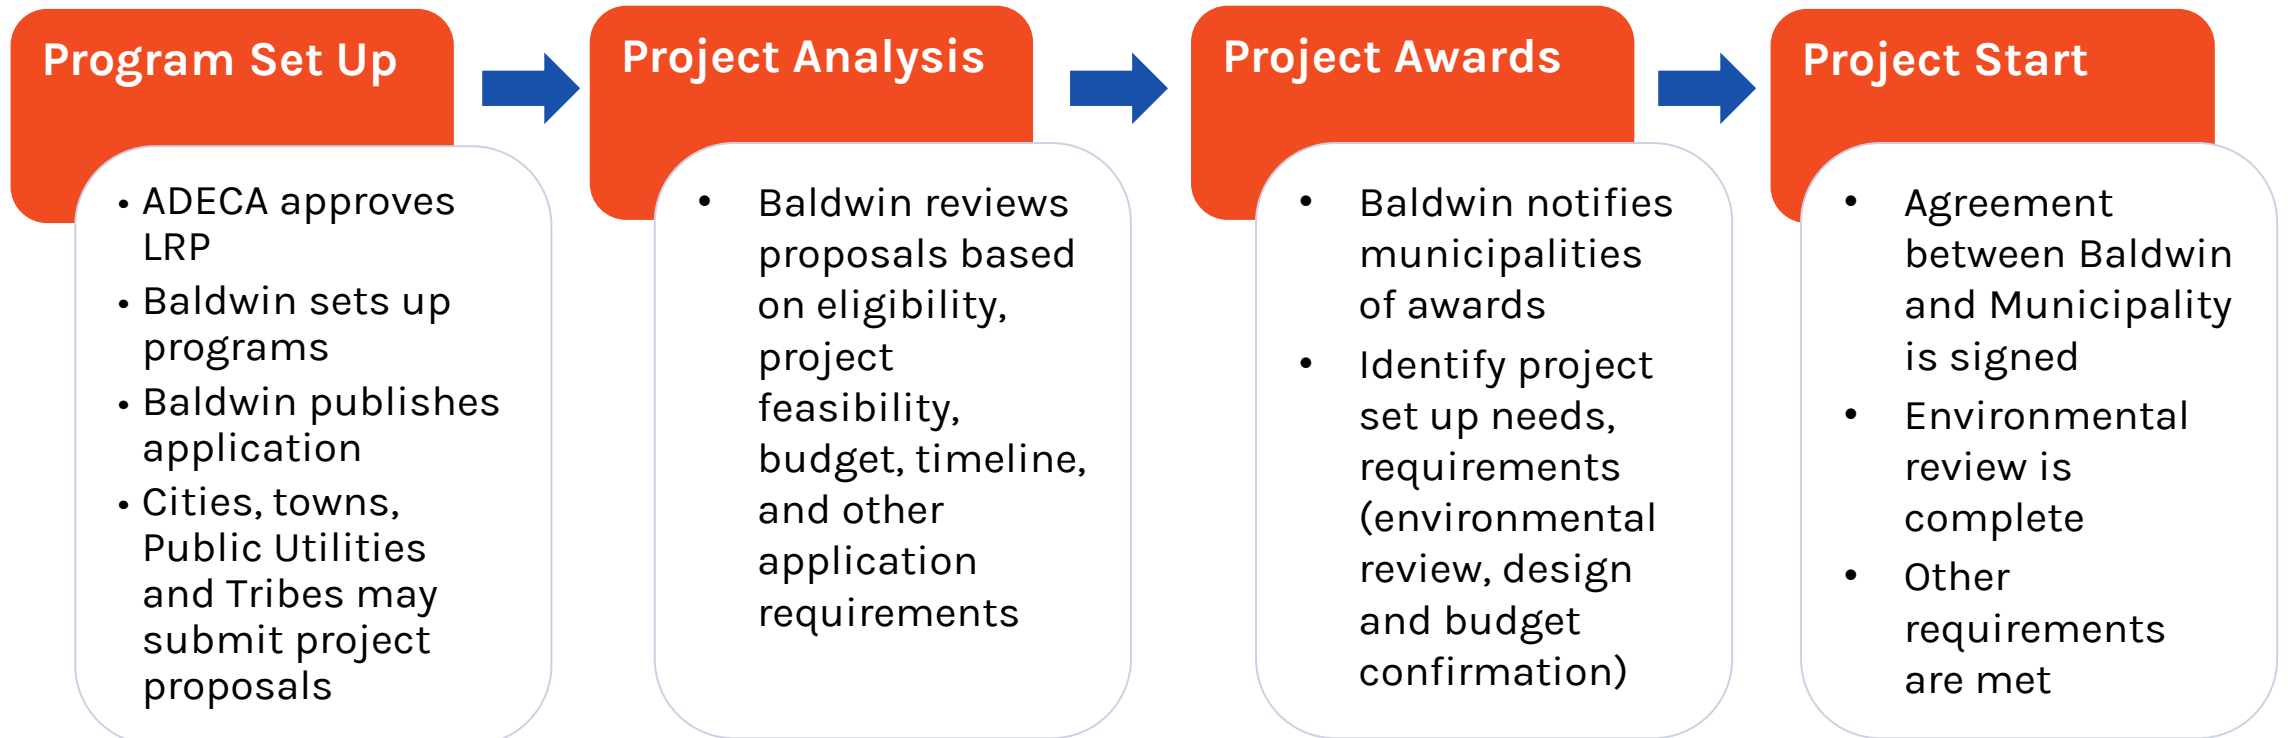 Program Set Up
• ADECA approves
LRP
• Baldwin sets up
programs
• Baldwin publishes
application
• Cities, towns,
Public Utilities
and Tribes may
submit project
proposals
Project Analysis
• Baldwin reviews
proposals based
on eligibility,
project
feasibility,
budget, timeline,
and other
application
requirements
Project Awards
• Baldwin notifies
municipalities
of awards
• Identify project
set up needs,
requirements
(environmental
review, design
and budget
confirmation)
Project Start
• Agreement
between Baldwin
and Municipality
is signed
• Environmental
review is
complete
• Other
requirements
are met